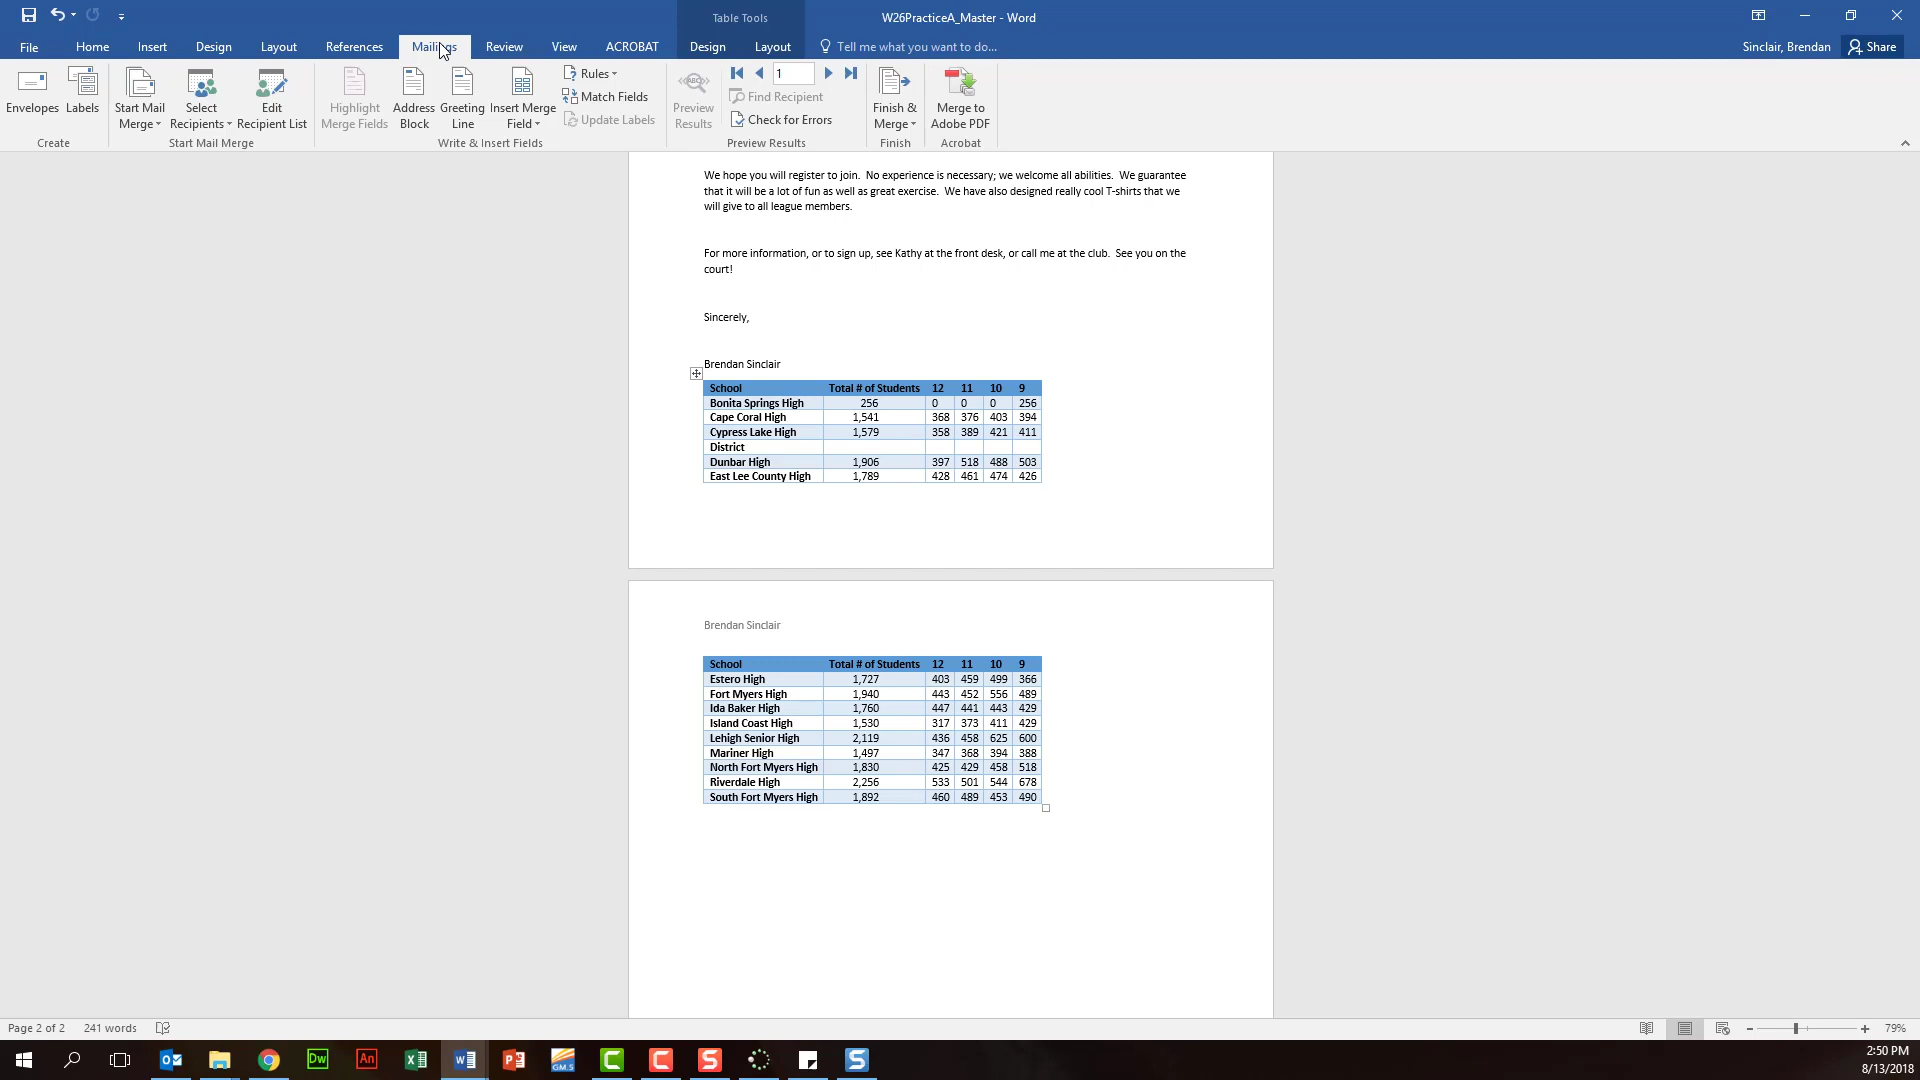 Table Tools
W26PracticeA_Master - Word
File Home Insert Design Layout References Mailings Review View ACROBAT Design Layout Tell me what you want to do... Sinclair, Brendan Share
Envelopes Labels
Create
Start Mail Merge
Select Recipients
Edit Recipient List
Start Mail Merge
Highlight Merge Fields
Address Block
Greeting Line
Insert Merge Field
Rules
Match Fields
Update Labels
Write & Insert Fields
ABC
Preview Results
1
Find Recipient
Check for Errors
Preview Results
Finish & Merge
Finish
Merge to Adobe PDF
Acrobat
We hope you will register to join.  No experience is necessary; we welcome all abilities.  We guarantee
that it will be a lot of fun as well as great exercise.  We have also designed really cool T-shirts that we
will give to all league members.
For more information, or to sign up, see Kathy at the front desk, or call me at the club.  See you on the
court!
Sincerely,
Brendan Sinclair
School Total # of Students 12 11 10 9
Bonita Springs High 256 0 0 0 256
Cape Coral High 1,541 368 376 403 394
Cypress Lake High 1,579 358 389 421 411
District
Dunbar High 1,906 397 518 488 503
East Lee County High 1,789 428 461 474 426
Brendan Sinclair
School Total # of Students 12 11 10 9
Estero High 1,727 403 459 499 366
Fort Myers High 1,940 443 452 556 489
Ida Baker High 1,760 447 441 443 429
Island Coast High 1,530 317 373 411 429
Lehigh Senior High 2,119 436 458 625 600
Mariner High 1,497 347 368 394 388
North Fort Myers High 1,830 425 429 458 518
Riverdale High 2,256 533 501 544 678
South Fort Myers High 1,892 460 489 453 490
Page 2 of 2 241 words 79%
Dw An GM.S C C S S
2:50 PM
8/13/2018